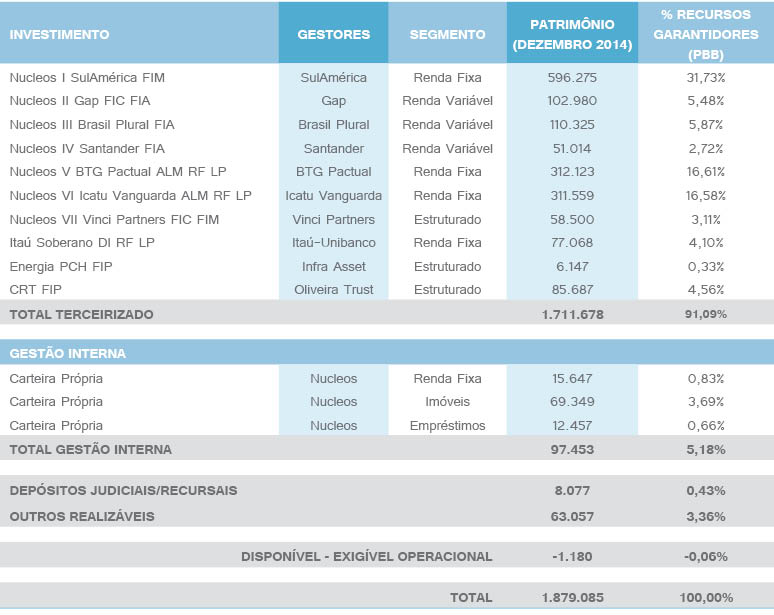 INVESTIMENTO GESTORES SEGMENTO PATRIMÔNIO (DEZEMBRO 2014) % RECURSOS GARANTIDORES (PBB)
Nucleos I SulAmérica FIM SulAmérica Renda Fixa 596.275 31,73%
Nucleos II Gap FIC FIA Gap Renda Variável 102.980 5,48%
Nucleos III Brasil Plural FIA Brasil Plural Renda Variável 110.325 5,87%
Nucleos IV Santander FIA Santander Renda Variável 51.014 2,72%
Nucleos V BTG Pactual ALM RF LP BTG Pactual Renda Fixa 312.123 16,61%
Nucleos VI Icatu Vanguarda ALM RF LP Icatu Vanguarda Renda Fixa 311.559 16,58%
Nucleos VII Vinci Partners FIC FIM Vinci Partners Estruturado 58.500 3,11%
Itaú Soberano DI RF LP Itaú-Unibanco Renda Fixa 77.068 4,10%
Energia PCH FIP Infra Asset Estruturado 6.147 0,33%
CRT FIP Oliveira Trust Estruturado 85.687 4,56%
TOTAL TERCEIRIZADO 1.711.678 91,09%
GESTÃO INTERNA
Carteira Própria Nucleos Renda Fixa 15.647 0,83%
Carteira Própria Nucleos Imóveis 69.349 3,69%
Carteira Própria Nucleos Empréstimos 12.457 0,66%
TOTAL GESTÃO INTERNA 97.453 5,18%
DEPÓSITOS JUDICIAIS/RECURSAIS 8.077 0,43%
OUTROS REALIZÁVEIS 63.057 3,36%
DISPONÍVEL - EXIGÍVEL OPERACIONAL -1.180 -0,06%
TOTAL 1.879.085 100,00%